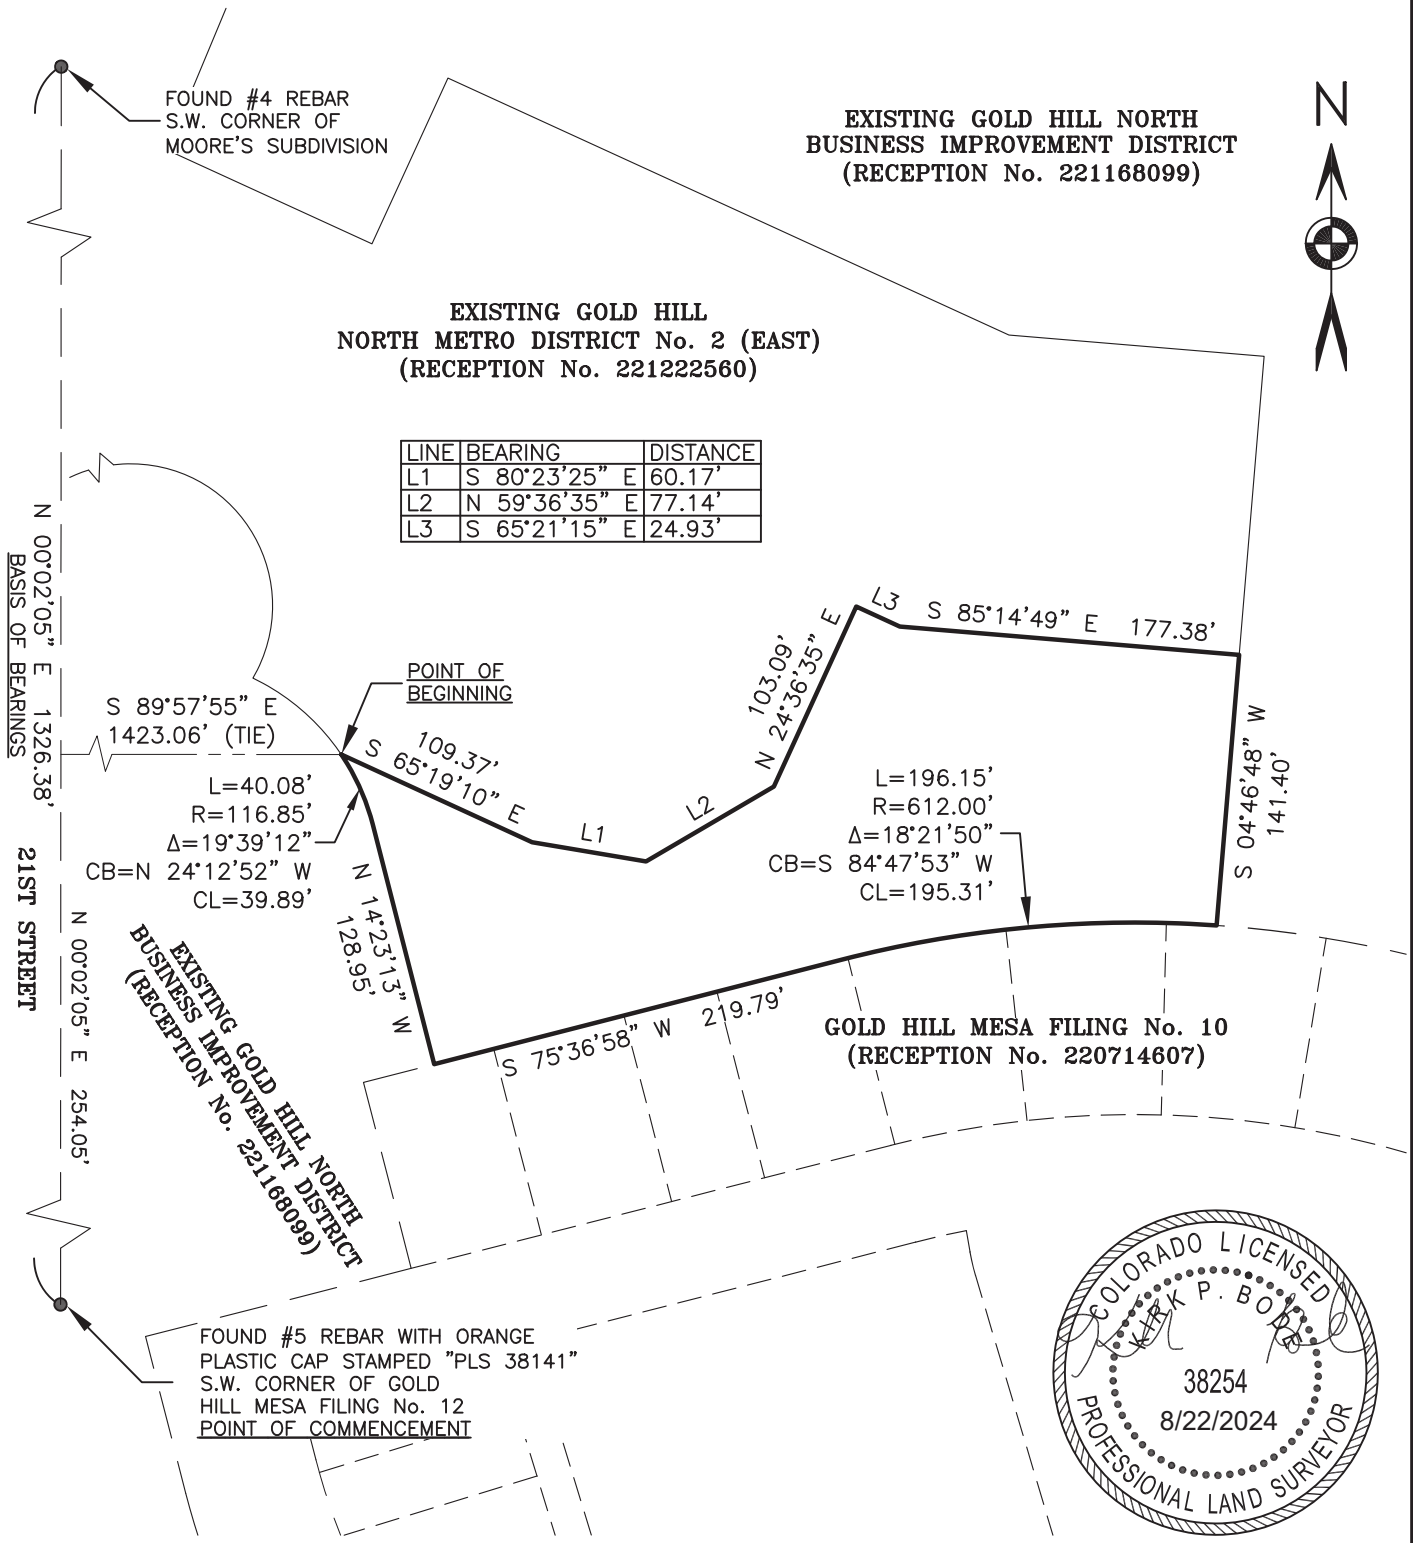 FOUND #4 REBAR
S.W. CORNER OF
MOORE'S SUBDIVISION
EXISTING GOLD HILL NORTH
BUSINESS IMPROVEMENT DISTRICT
(RECEPTION No. 221168099)
N
EXISTING GOLD HILL
NORTH METRO DISTRICT No. 2 (EAST)
(RECEPTION No. 221222560)
LINE BEARING DISTANCE
L1 S 80°23'25" E 60.17'
L2 N 59°36'35" E 77.14'
L3 S 65°21'15" E 24.93'
N 00°02'05" E 1326.38'
BASIS OF BEARINGS
21ST STREET
N 00°02'05" E 254.05'
S 89°57'55" E
1423.06' (TIE)
POINT OF
BEGINNING
109.37'
S 65°19'10" E
L1
L2
103.09'
N 24°36'35" E
L3
S 85°14'49" E 177.38'
S 04°46'48" W
141.40'
L=40.08'
R=116.85'
Δ=19°39'12"
CB=N 24°12'52" W
CL=39.89'
L=196.15'
R=612.00'
Δ=18°21'50"
CB=S 84°47'53" W
CL=195.31'
N 14°23'13" W
128.95'
S 75°36'58" W 219.79'
EXISTING GOLD HILL NORTH
BUSINESS IMPROVEMENT DISTRICT
(RECEPTION No. 221168099)
GOLD HILL MESA FILING No. 10
(RECEPTION No. 220714607)
FOUND #5 REBAR WITH ORANGE
PLASTIC CAP STAMPED "PLS 38141"
S.W. CORNER OF GOLD
HILL MESA FILING No. 12
POINT OF COMMENCEMENT
COLORADO LICENSED
KIRK P. BODE
38254
8/22/2024
PROFESSIONAL LAND SURVEYOR